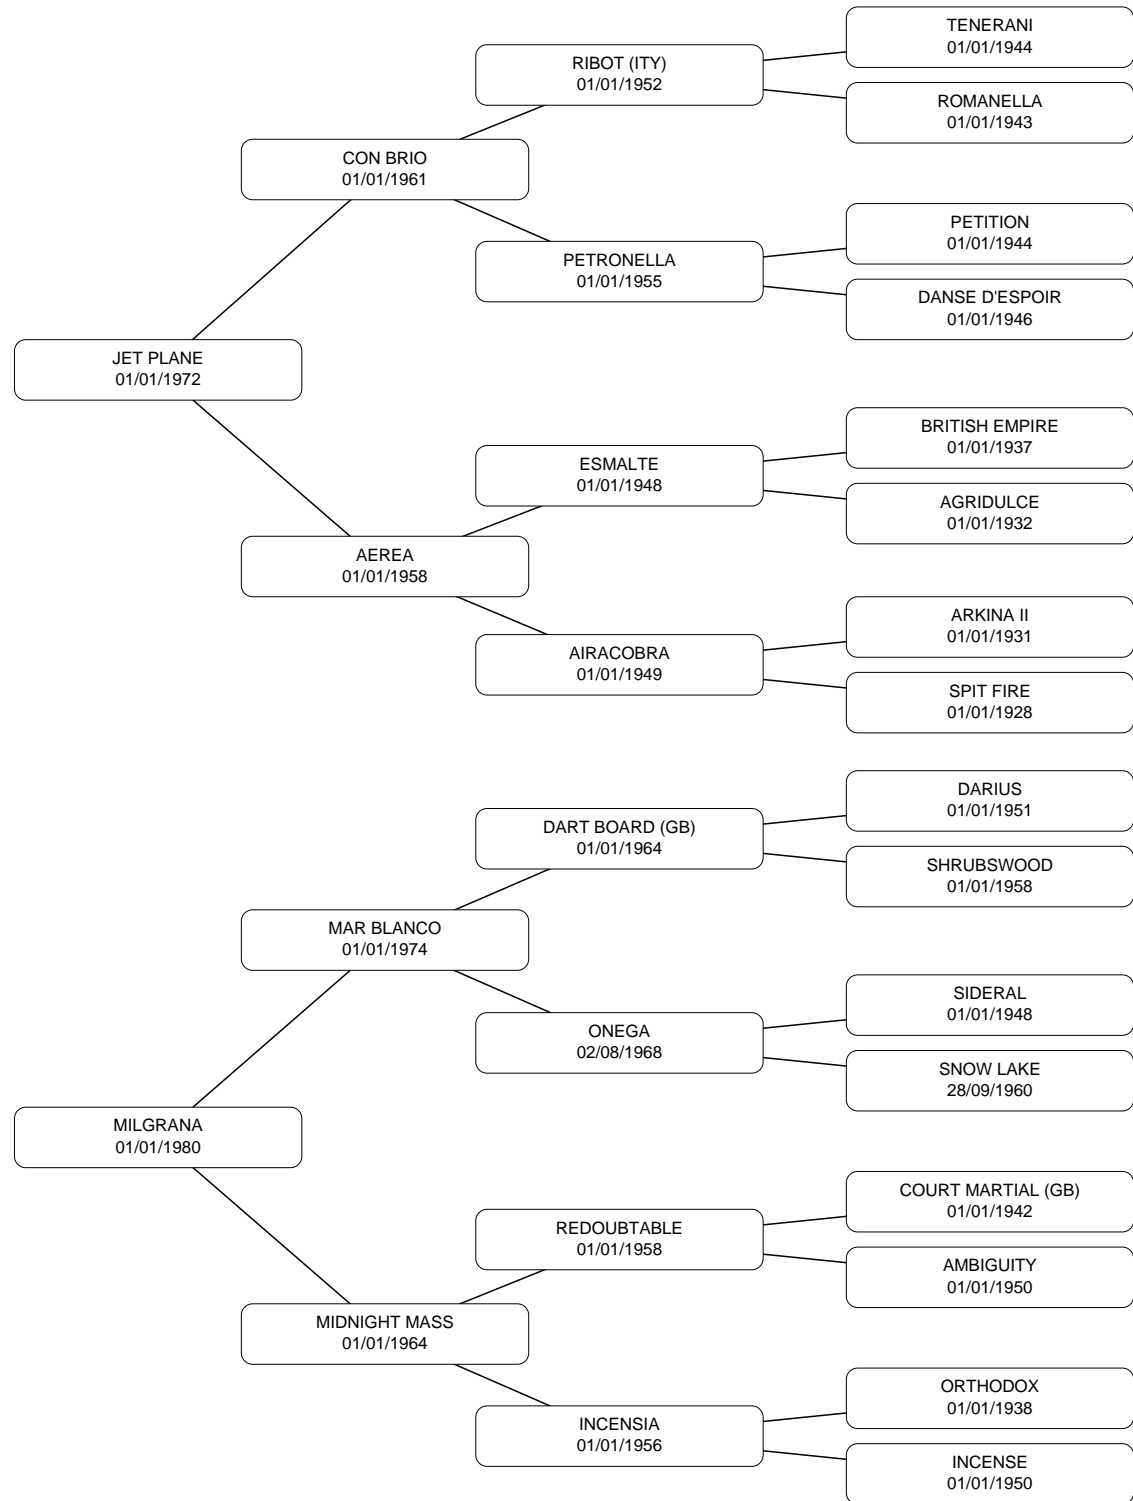 TENERANI
01/01/1944
RIBOT (ITY)
01/01/1952
ROMANELLA
01/01/1943
CON BRIO
01/01/1961
PETITION
01/01/1944
PETRONELLA
01/01/1955
DANSE D'ESPOIR
01/01/1946
JET PLANE
01/01/1972
BRITISH EMPIRE
01/01/1937
ESMALTE
01/01/1948
AGRIDULCE
01/01/1932
AEREA
01/01/1958
ARKINA II
01/01/1931
AIRACOBRA
01/01/1949
SPIT FIRE
01/01/1928
DARIUS
01/01/1951
DART BOARD (GB)
01/01/1964
SHRUBSWOOD
01/01/1958
MAR BLANCO
01/01/1974
SIDERAL
01/01/1948
ONEGA
02/08/1968
SNOW LAKE
28/09/1960
MILGRANA
01/01/1980
COURT MARTIAL (GB)
01/01/1942
REDOUBTABLE
01/01/1958
AMBIGUITY
01/01/1950
MIDNIGHT MASS
01/01/1964
ORTHODOX
01/01/1938
INCENSIA
01/01/1956
INCENSE
01/01/1950